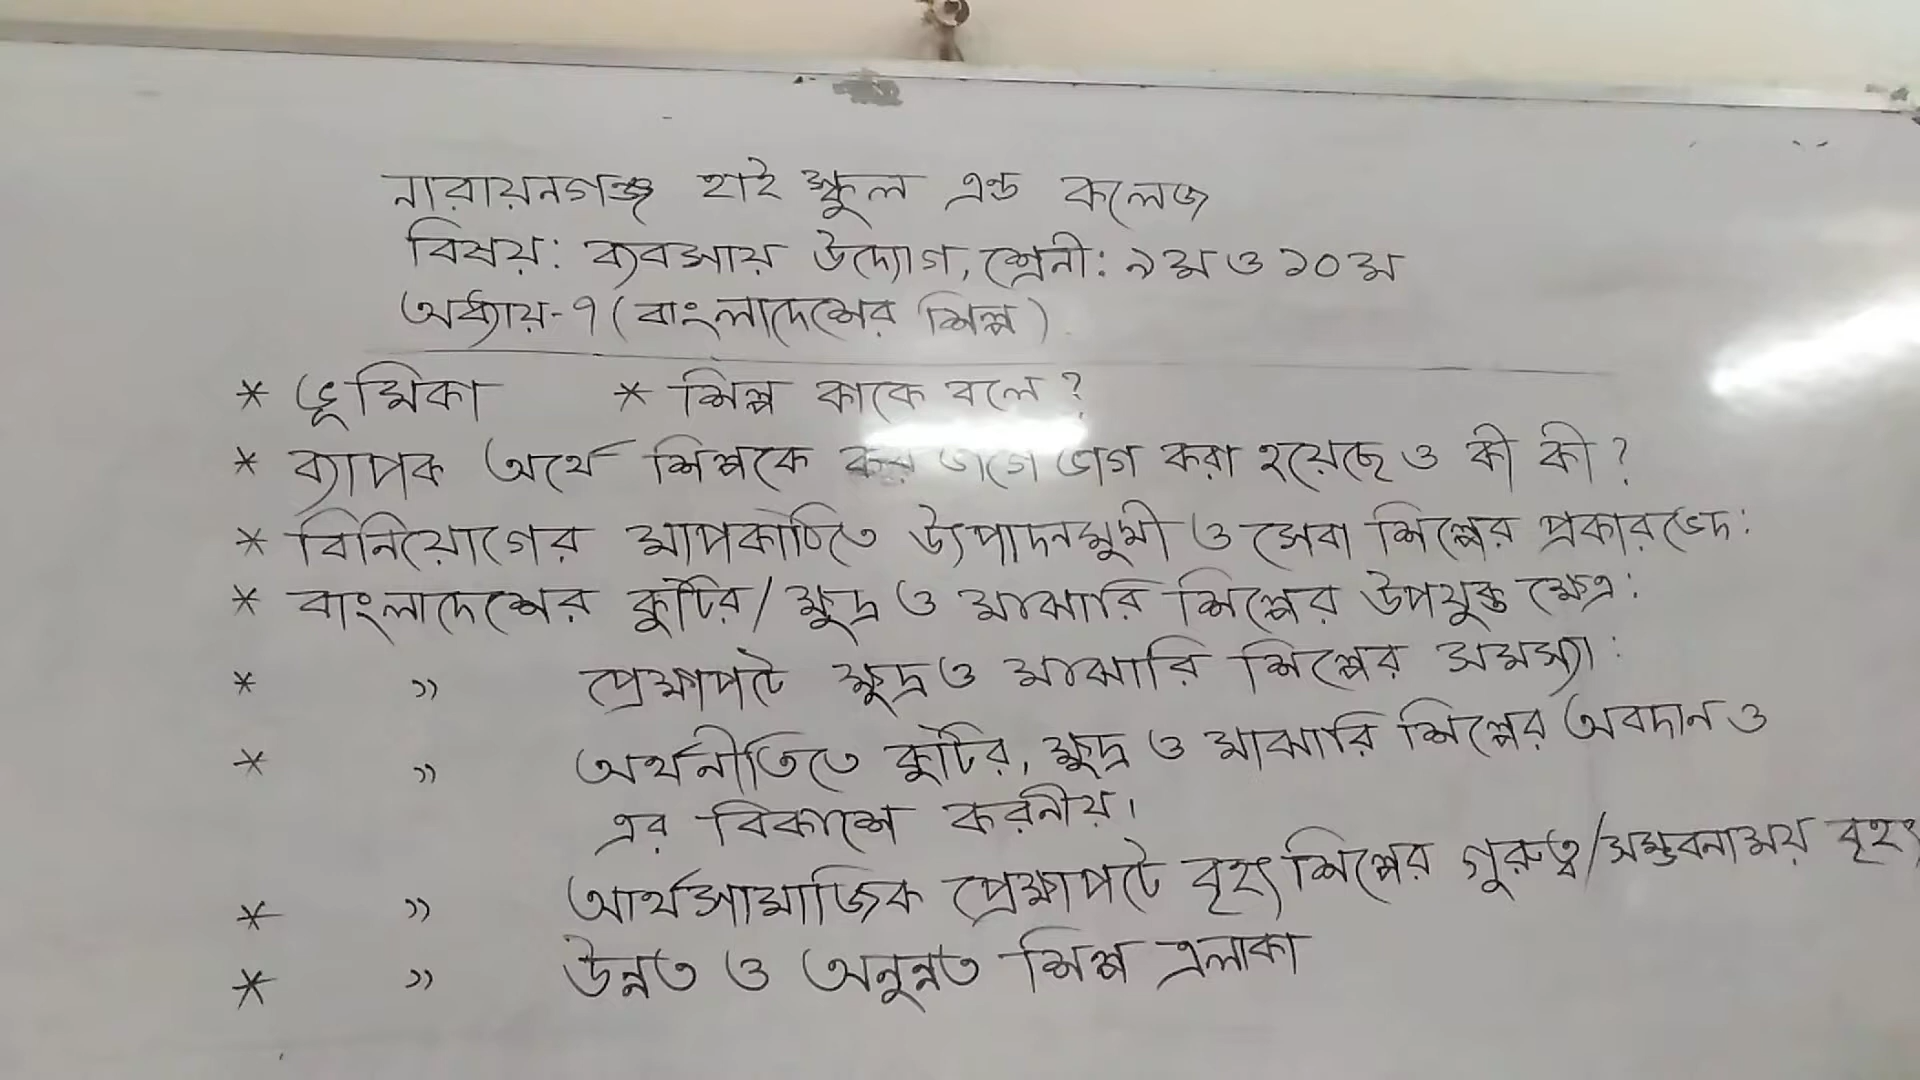 নারায়নগঞ্জ হাই স্কুল এন্ড কলেজ
বিষয়: ব্যবসায় উদ্যোগ, শ্রেনী: ৯ম ও ১০ম
অধ্যায়-৭ (বাংলাদেশের শিল্প)
* ভূমিকা * শিল্প কাকে বলে?
* ব্যাপক অর্থে শিল্পকে কয় ভাগে ভাগ করা হয়েছে ও কী কী?
* বিনিয়োগের মাপকাঠিতে উৎপাদনমুখী ও সেবা শিল্পের প্রকারভেদ:
* বাংলাদেশের কুটির/ক্ষুদ্র ও মাঝারি শিল্পের উপযুক্ত ক্ষেত্র:
* " প্রেক্ষাপটে ক্ষুদ্র ও মাঝারি শিল্পের সমস্যা:
* " অর্থনীতিতে কুটির, ক্ষুদ্র ও মাঝারি শিল্পের অবদান ও
এর বিকাশে করনীয়।
* " আর্থসামাজিক প্রেক্ষাপটে বৃহৎ শিল্পের গুরুত্ব/সম্ভবনাময় বৃহৎ
* " উন্নত ও অনুন্নত শিল্প এলাকা